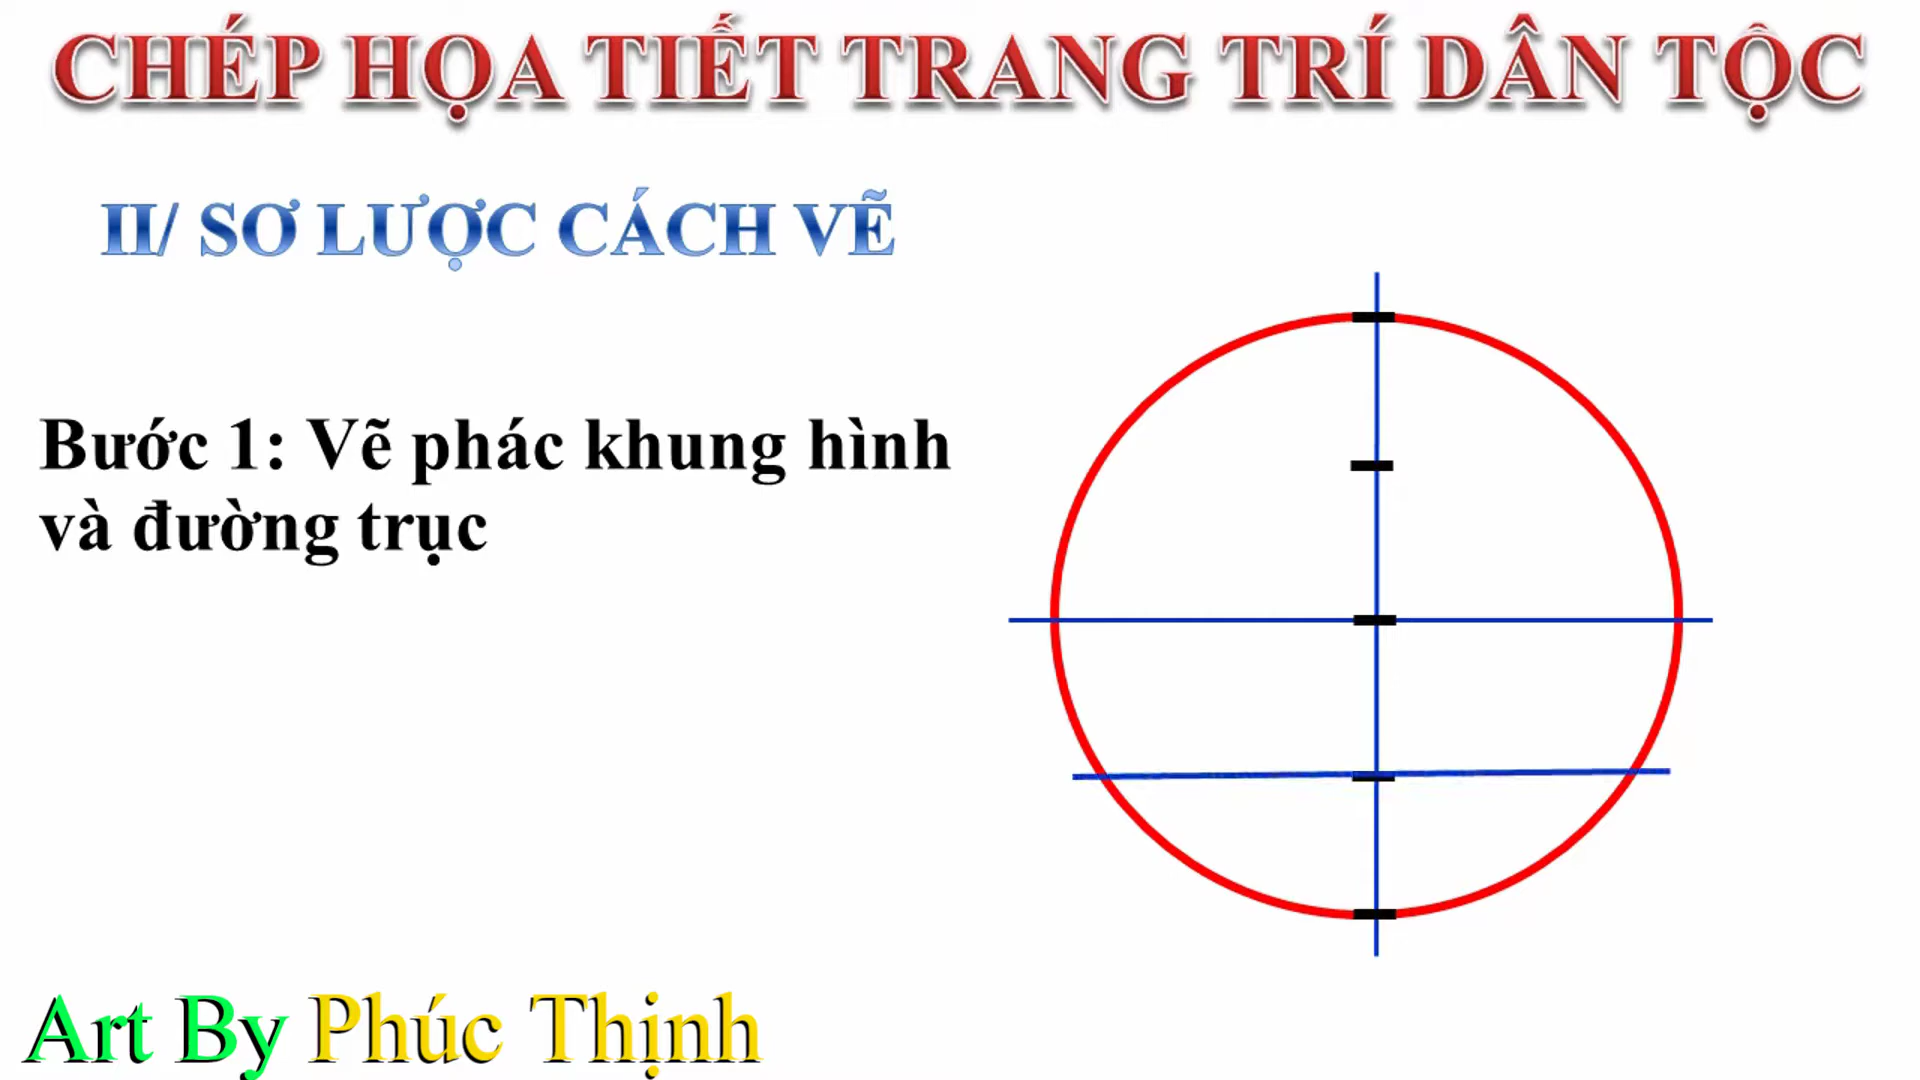 CHÉP HỌA TIẾT TRANG TRÍ DÂN TỘC
II/ SƠ LƯỢC CÁCH VẼ
Bước 1: Vẽ phác khung hình
và đường trục
Art By Phúc Thịnh